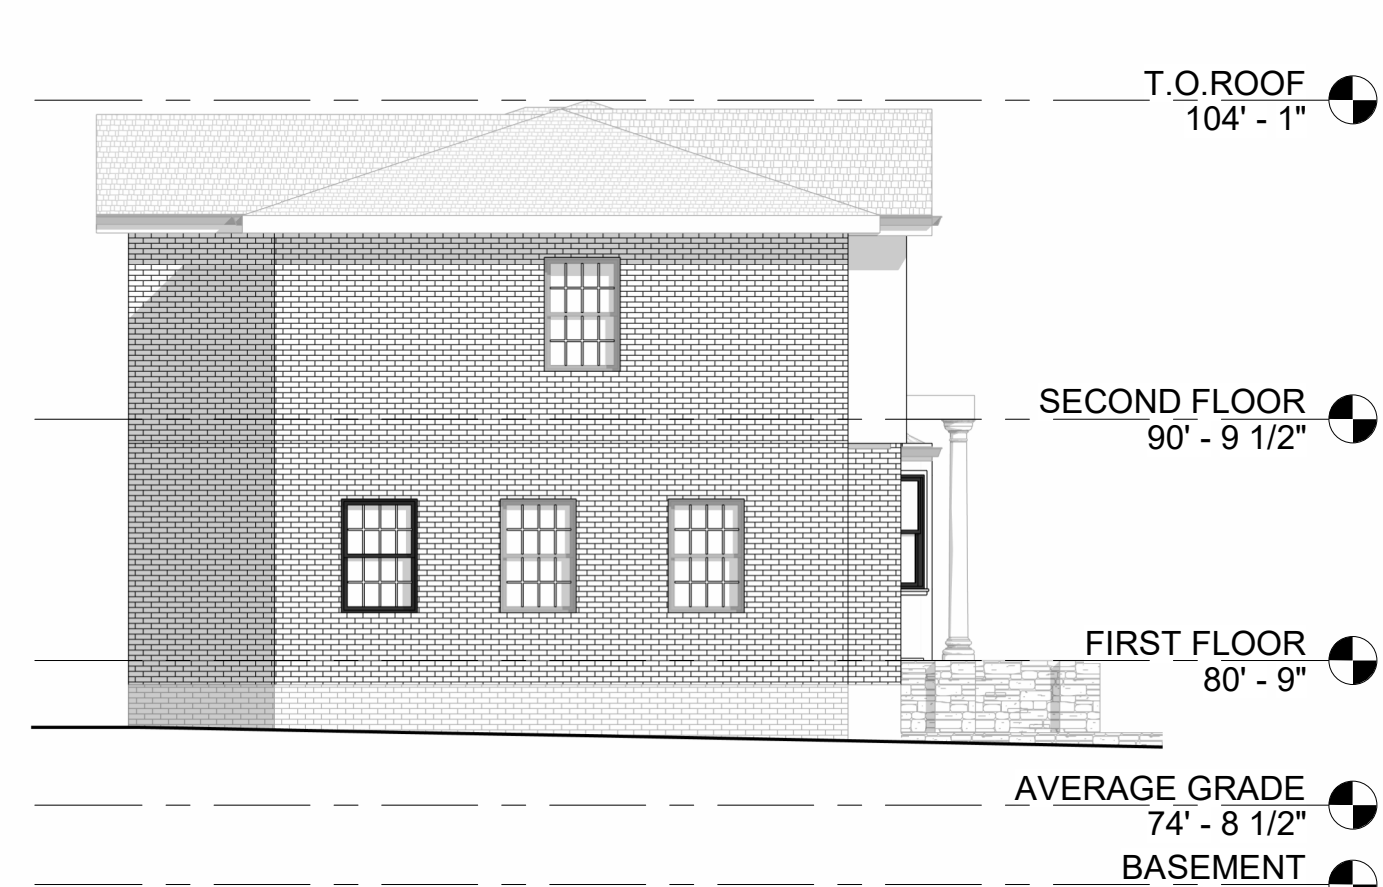 T.O.ROOF
104' - 1"
SECOND FLOOR
90' - 9 1/2"
FIRST FLOOR
80' - 9"
AVERAGE GRADE
74' - 8 1/2"
BASEMENT